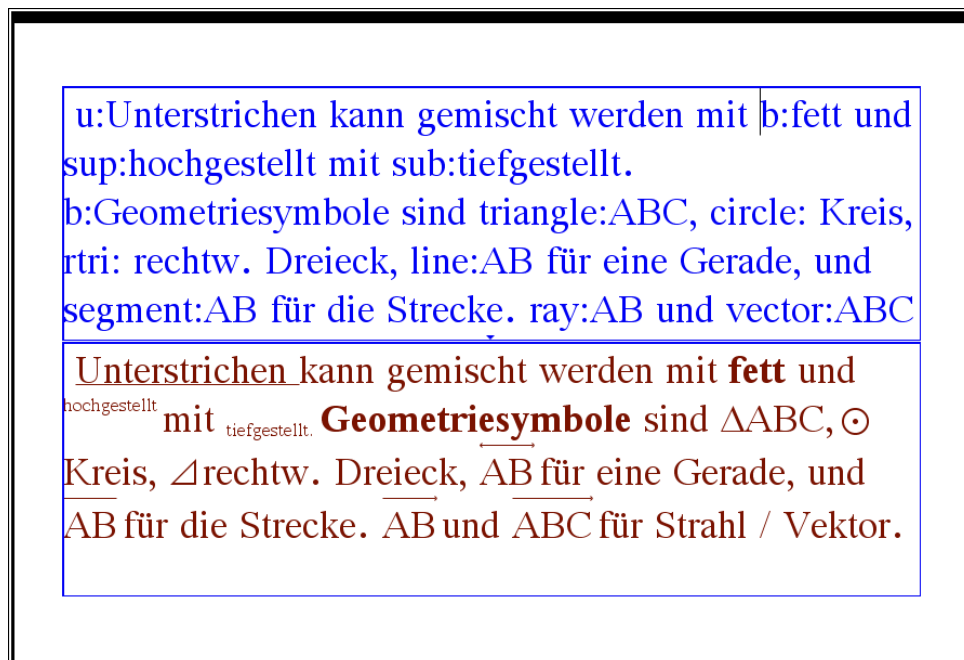 u:Unterstrichen kann gemischt werden mit b:fett und
sup:hochgestellt mit sub:tiefgestellt.
b:Geometriesymbole sind triangle:ABC, circle: Kreis,
rtri: rechtw. Dreieck, line:AB für eine Gerade, und
segment:AB für die Strecke. ray:AB und vector:ABC
Unterstrichen kann gemischt werden mit fett und
hochgestellt mit tiefgestellt. Geometriesymbole sind ΔABC, ⊙
Kreis, ⊿rechtw. Dreieck, AB für eine Gerade, und
AB für die Strecke. AB und ABC für Strahl / Vektor.